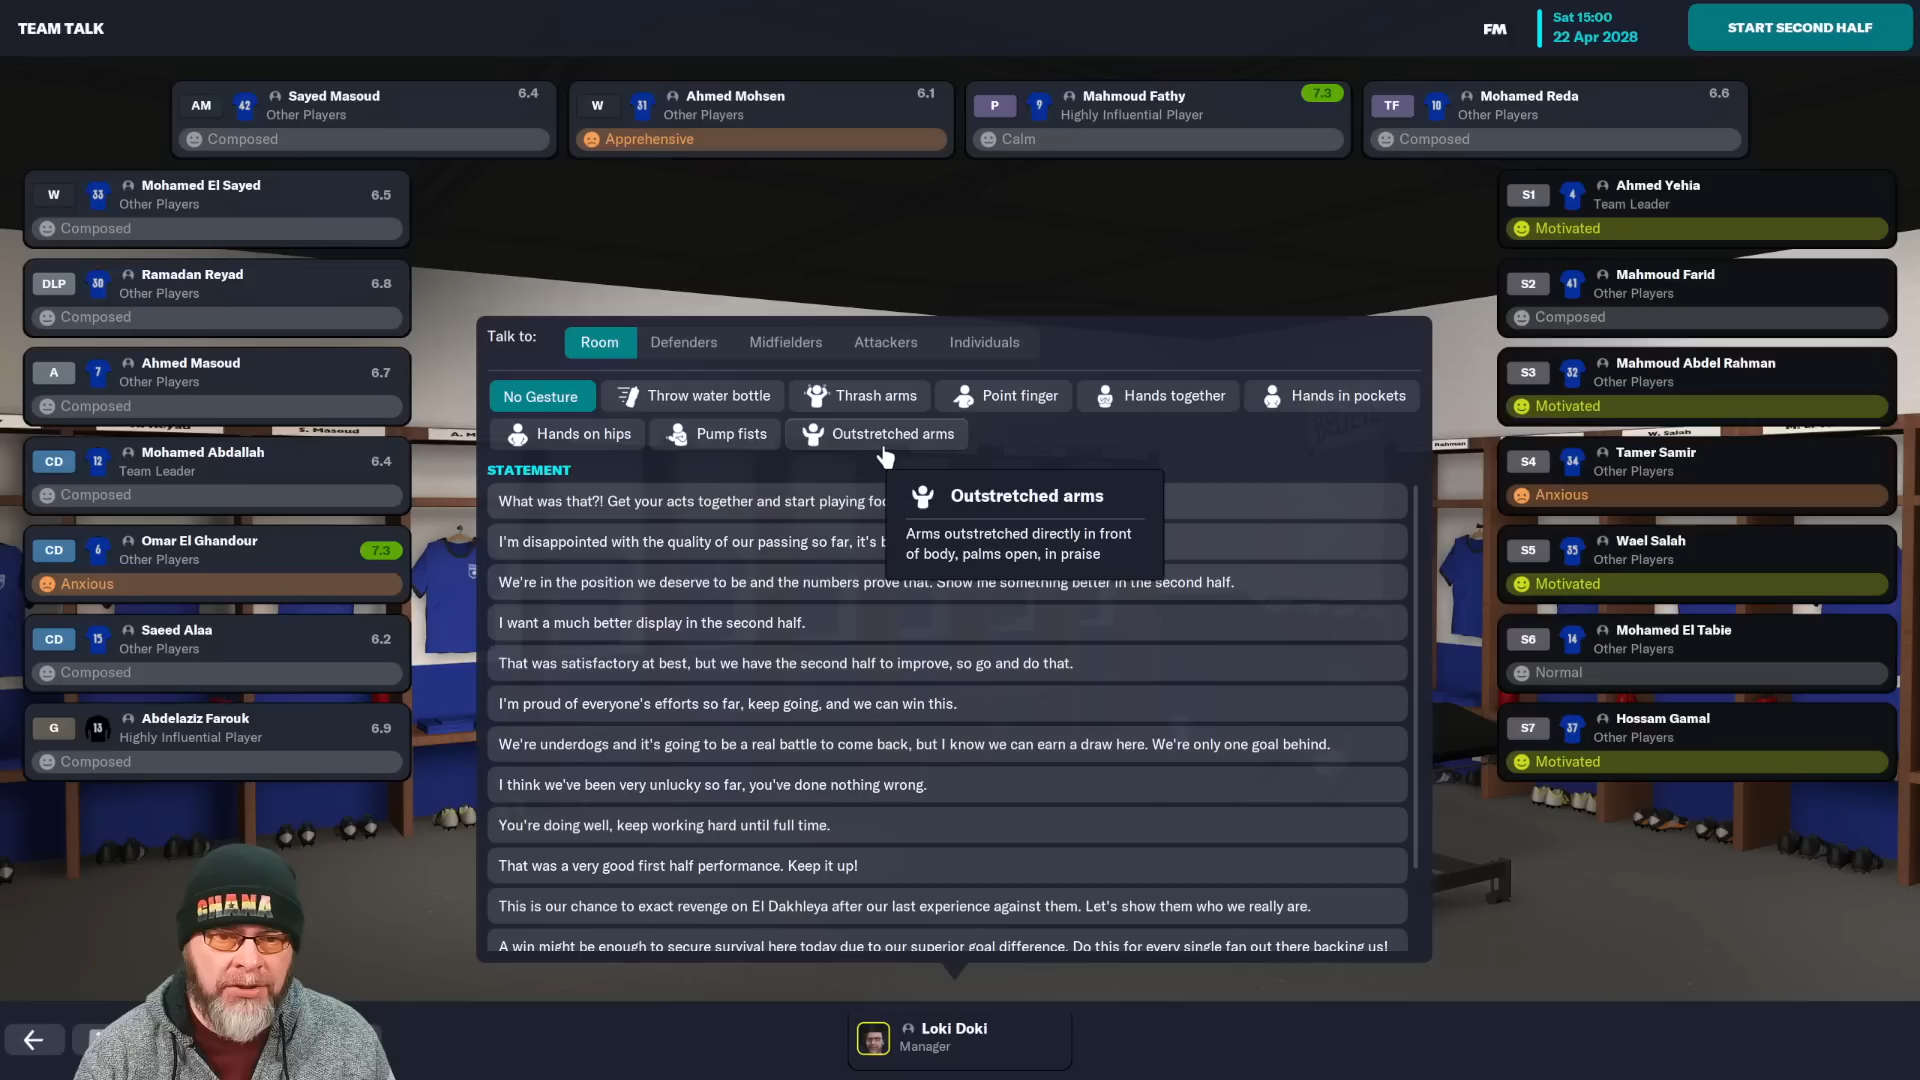 TEAM TALK
FM
Sat 15:00
22 Apr 2028
START SECOND HALF
AM 42 Sayed Masoud 6.4
Other Players
Composed
W 31 Ahmed Mohsen 6.1
Other Players
Apprehensive
P 9 Mahmoud Fathy 7.3
Highly Influential Player
Calm
TF 10 Mohamed Reda 6.6
Other Players
Composed
W 33 Mohamed El Sayed 6.5
Other Players
Composed
DLP 30 Ramadan Reyad 6.8
Other Players
Composed
A 7 Ahmed Masoud 6.7
Other Players
Composed
CD 12 Mohamed Abdallah 6.4
Team Leader
Composed
CD 6 Omar El Ghandour 7.3
Other Players
Anxious
CD 15 Saeed Alaa 6.2
Other Players
Composed
G 13 Abdelaziz Farouk 6.9
Highly Influential Player
Composed
S1 4 Ahmed Yehia
Team Leader
Motivated
S2 41 Mahmoud Farid
Other Players
Composed
S3 32 Mahmoud Abdel Rahman
Other Players
Motivated
S4 34 Tamer Samir
Other Players
Anxious
S5 35 Wael Salah
Other Players
Motivated
S6 14 Mohamed El Tabie
Other Players
Normal
S7 37 Hossam Gamal
Other Players
Motivated
Talk to: Room Defenders Midfielders Attackers Individuals
No Gesture Throw water bottle Thrash arms Point finger Hands together Hands in pockets
Hands on hips Pump fists Outstretched arms
STATEMENT
Outstretched arms
Arms outstretched directly in front
of body, palms open, in praise
What was that?! Get your acts together and start playing
I'm disappointed with the quality of our passing so far, it's
We're in the position we deserve to be and the numbers prove that. Show me something better in the second half.
I want a much better display in the second half.
That was satisfactory at best, but we have the second half to improve, so go and do that.
I'm proud of everyone's efforts so far, keep going, and we can win this.
We're underdogs and it's going to be a real battle to come back, but I know we can earn a draw here. We're only one goal behind.
I think we've been very unlucky so far, you've done nothing wrong.
You're doing well, keep working hard until full time.
That was a very good first half performance. Keep it up!
This is our chance to exact revenge on El Dakhleya after our last experience against them. Let's show them who we really are.
A win might be enough to secure survival here today due to our superior goal difference. Do this for every single fan out there backing us!
S. Masoud
W. Salah
GHANA
Loki Doki
Manager